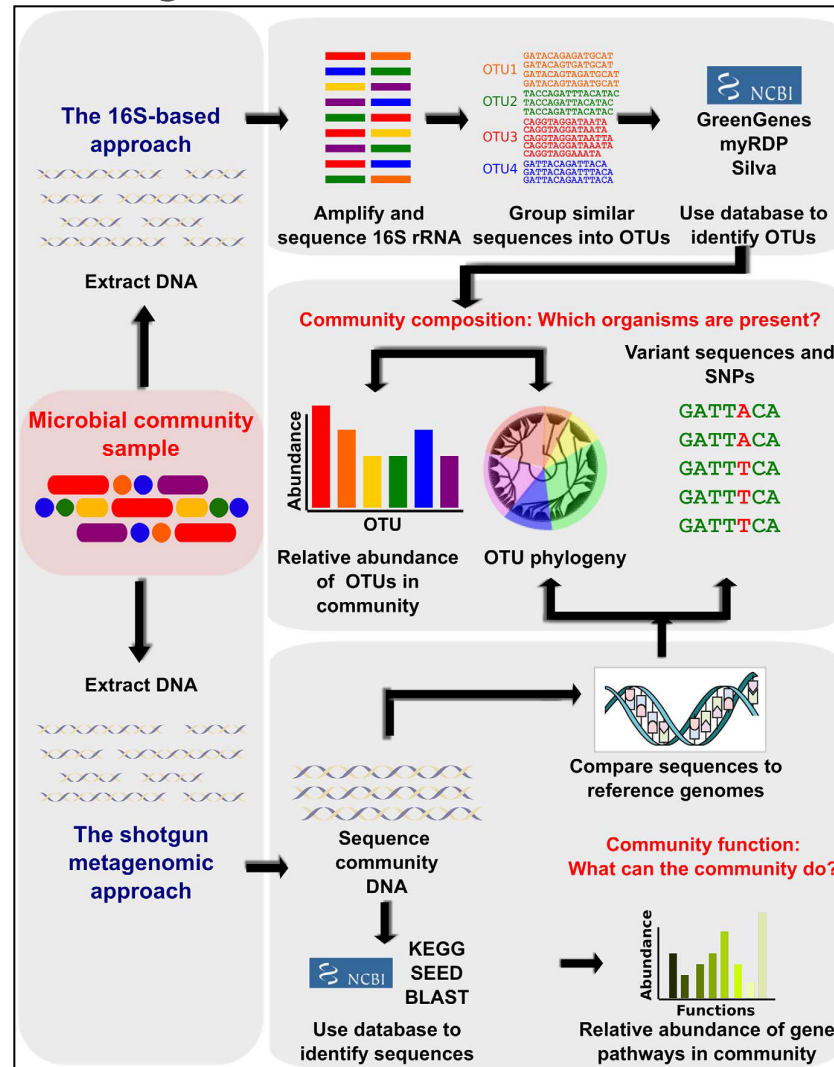 The 16S-based
approach
Extract DNA
Amplify and
sequence 16S rRNA
OTU1
GATACAGAGATGCAT
GATACAGTGATGCAT
GATACAGTAGATGCAT
GATACAGTAGATGCAT
OTU2
TACCAGATTTACATAC
TACCAGATTACATAC
TACCAGATTACATAC
OTU3
CAGGTAGGATAATA
CAGGTAGGATAATA
CAGGTAGGATAATTA
CAGGTAGGATAAATA
CAGGTAGGAAATA
OTU4
GATTACAGATTACA
GATTACAGATTTACA
GATTACAGAATTACA
Group similar
sequences into OTUs
NCBI
GreenGenes
myRDP
Silva
Use database to
identify OTUs
Community composition: Which organisms are present?
Abundance
OTU
Relative abundance
of OTUs in
community
OTU phylogeny
Variant sequences and
SNPs
GATTACA
GATTACA
GATTTCA
GATTTCA
GATTTCA
Microbial community
sample
Extract DNA
The shotgun
metagenomic
approach
Sequence
community
DNA
Compare sequences to
reference genomes
NCBI
KEGG
SEED
BLAST
Use database to
identify sequences
Community function:
What can the community do?
Abundance
Functions
Relative abundance of gene
pathways in community